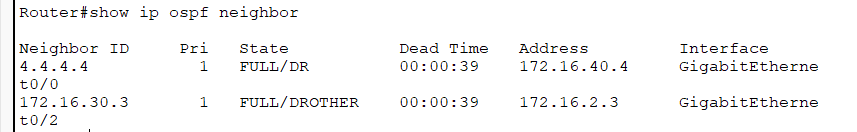 Router#show ip ospf neighbor
Neighbor ID Pri State Dead Time Address Interface
4.4.4.4 1 FULL/DR 00:00:39 172.16.40.4 GigabitEtherne
t0/0
172.16.30.3 1 FULL/DROTHER 00:00:39 172.16.2.3 GigabitEtherne
t0/2